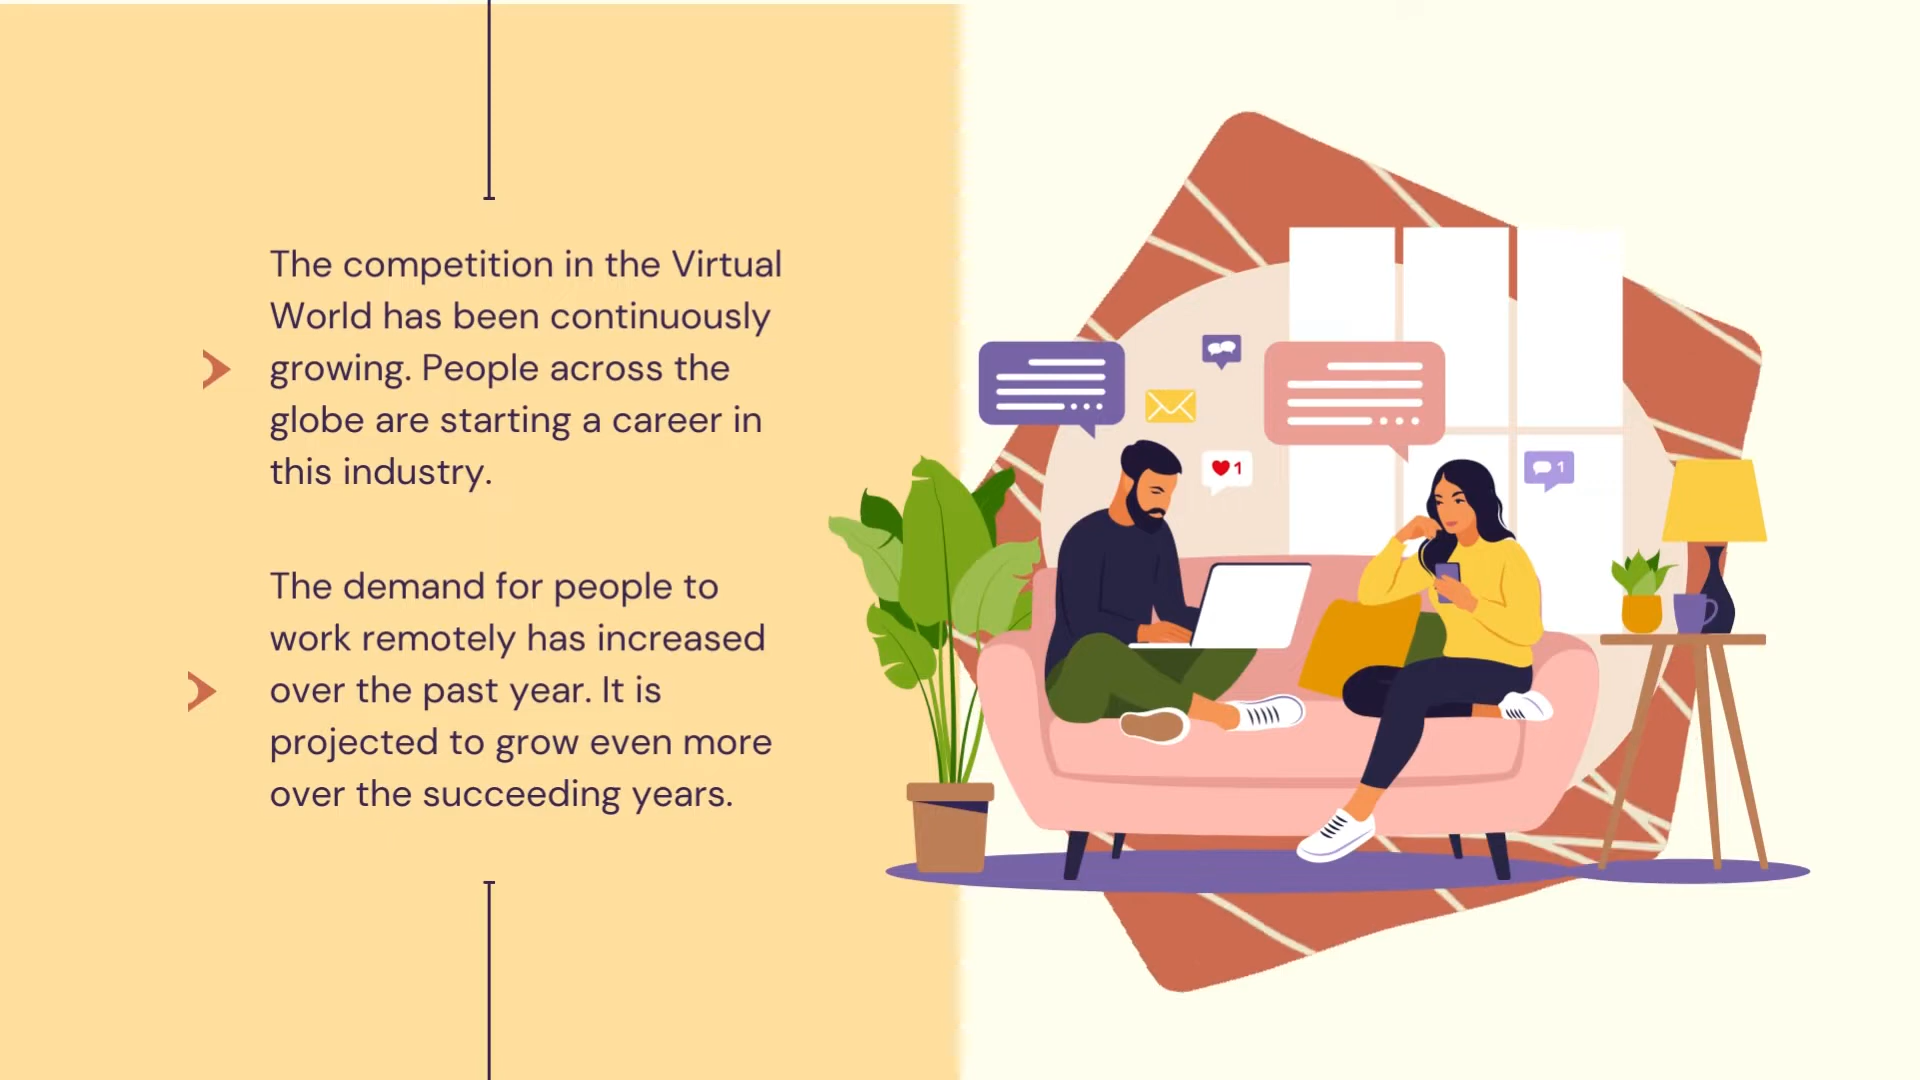 The competition in the Virtual
World has been continuously
growing. People across the
globe are starting a career in
this industry.
The demand for people to
work remotely has increased
over the past year. It is
projected to grow even more
over the succeeding years.
1
1